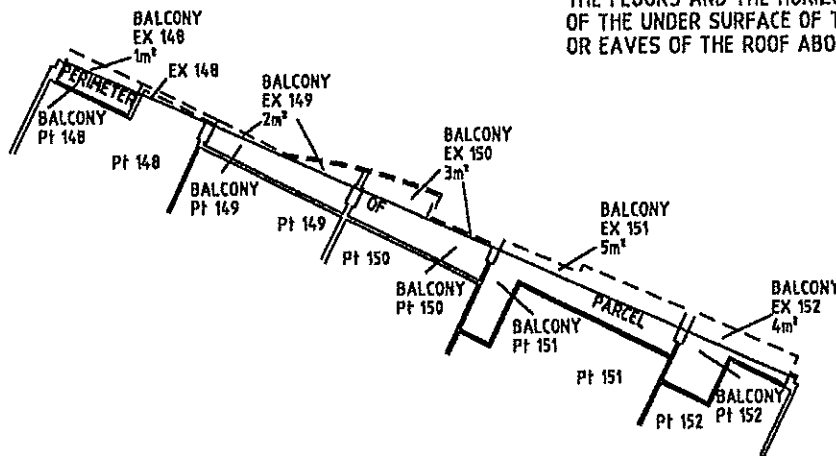 THE FLOORS AND THE
OF THE UNDER SURFACE OF
OR EAVES OF THE ROOF
BALCONY
EX 148
1m²
EX 148
PERIMETER
BALCONY
Pt 148
Pt 148
BALCONY
EX 149
2m²
BALCONY
Pt 149
Pt 149
BALCONY
EX 150
3m²
OF
Pt 150
BALCONY
Pt 150
BALCONY
EX 151
5m²
PARCEL
BALCONY
Pt 151
Pt 151
BALCONY
EX 152
4m²
BALCONY
Pt 152
Pt 152